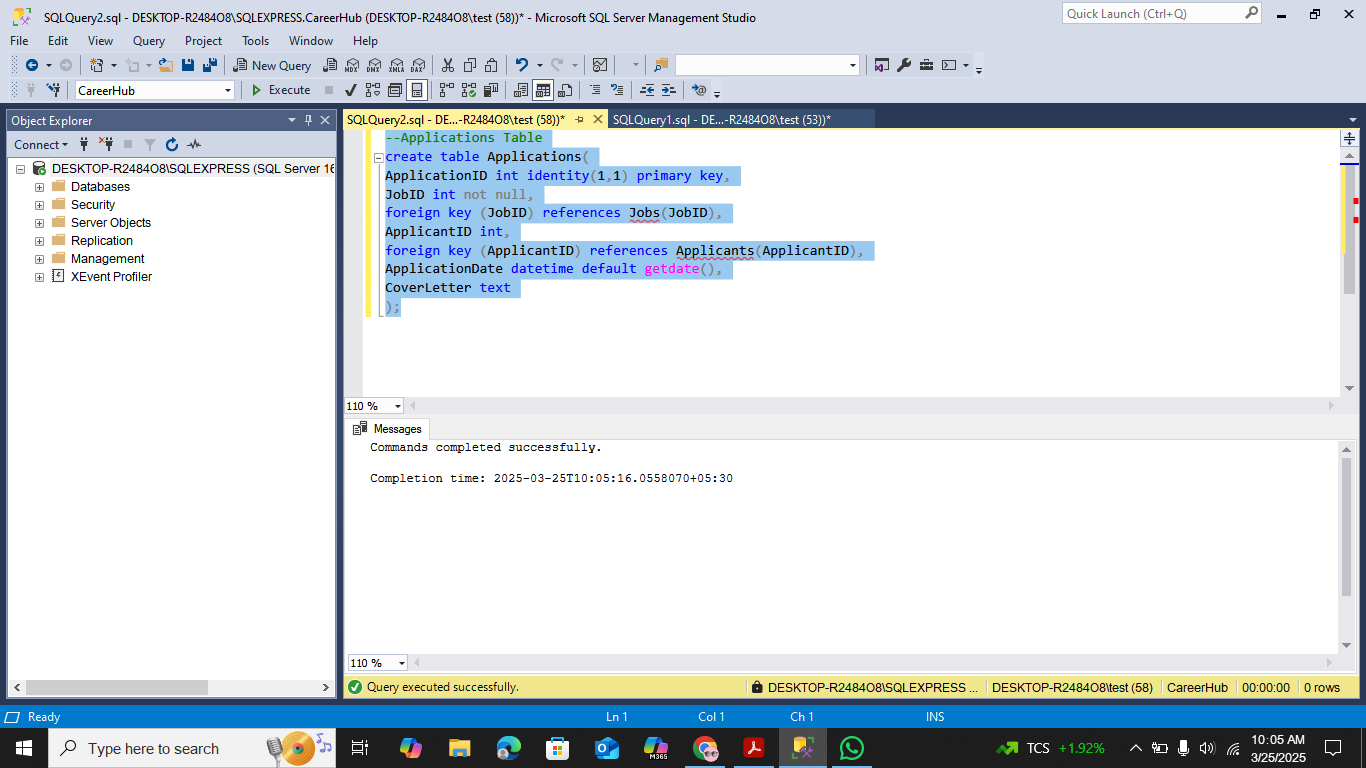 SQLQuery2.sql - DESKTOP-R2484O8\SQLEXPRESS.CareerHub (DESKTOP-R2484O8\test (58))* - Microsoft SQL Server Management Studio
Quick Launch (Ctrl+Q)
File Edit View Query Project Tools Window Help
New Query
MDX DMX XMLA DAX
CareerHub
Execute
Object Explorer
Connect
DESKTOP-R2484O8\SQLEXPRESS (SQL Server 16
Databases
Security
Server Objects
Replication
Management
XEvent Profiler
SQLQuery2.sql - DE...-R2484O8\test (58))* SQLQuery1.sql - DE...-R2484O8\test (53))*
--Applications Table
create table Applications(
ApplicationID int identity(1,1) primary key,
JobID int not null,
foreign key (JobID) references Jobs(JobID),
ApplicantID int,
foreign key (ApplicantID) references Applicants(ApplicantID),
ApplicationDate datetime default getdate(),
CoverLetter text
);
110 %
Messages
Commands completed successfully.
Completion time: 2025-03-25T10:05:16.0558070+05:30
110 %
Query executed successfully.
DESKTOP-R2484O8\SQLEXPRESS ... DESKTOP-R2484O8\test (58) CareerHub 00:00:00 0 rows
Ready
Ln 1 Col 1 Ch 1 INS
Type here to search
M365
TCS +1.92%
10:05 AM
3/25/2025